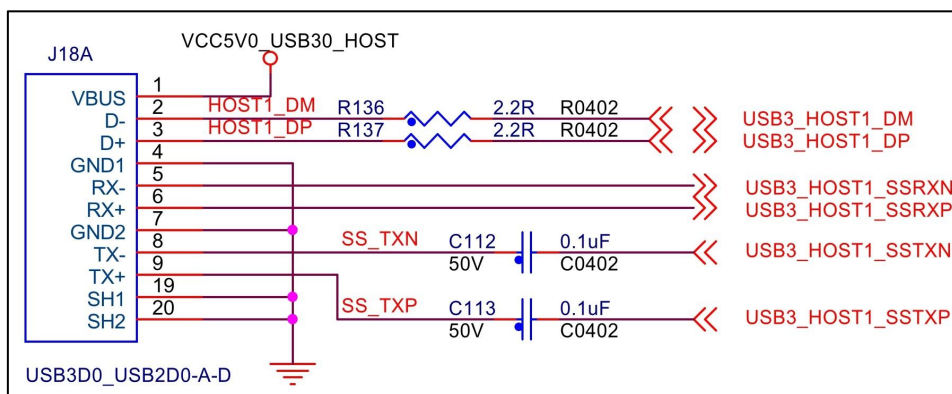 VCC5V0_USB30_HOST
J18A
VBUS 1
D- 2 HOST1_DM R136 2.2R R0402 USB3_HOST1_DM
D+ 3 HOST1_DP R137 2.2R R0402 USB3_HOST1_DP
GND1 4
RX- 5 USB3_HOST1_SSRXN
RX+ 6 USB3_HOST1_SSRXP
GND2 7
TX- 8 SS_TXN C112 0.1uF USB3_HOST1_SSTXN
50V C0402
TX+ 9
SH1 19
SH2 20 SS_TXP C113 0.1uF USB3_HOST1_SSTXP
50V C0402
USB3D0_USB2D0-A-D